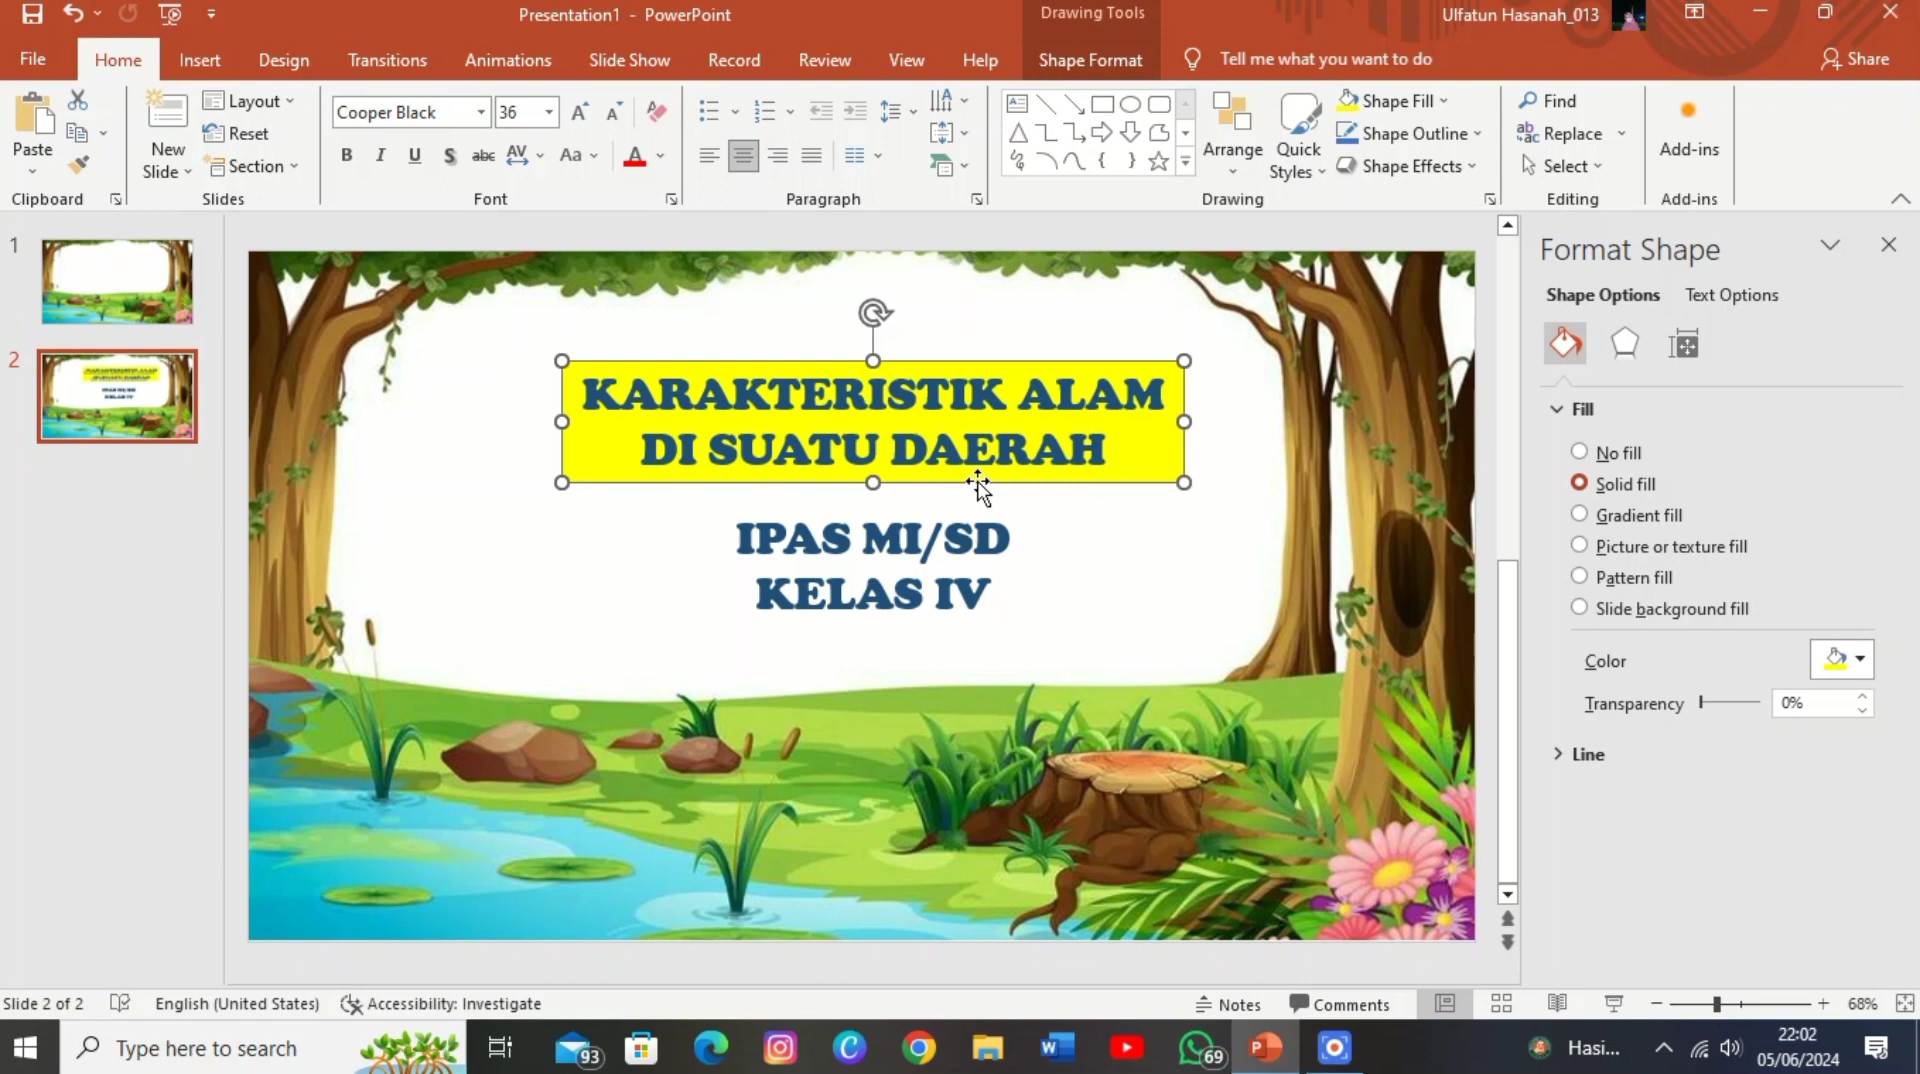 Presentation1 - PowerPoint
Drawing Tools
Ulfatun Hasanah_013
File Home Insert Design Transitions Animations Slide Show Record Review View Help Shape Format Tell me what you want to do Share
Paste
Clipboard
New Slide
Layout
Reset
Section
Slides
Cooper Black 36
B I U S abc AV Aa A
Font
Paragraph
Arrange
Quick Styles
Shape Fill
Shape Outline
Shape Effects
Drawing
Find
Replace
Select
Editing
Add-ins
Add-ins
1
2
KARAKTERISTIK ALAM
DI SUATU DAERAH
IPAS MI/SD
KELAS IV
Format Shape
Shape Options Text Options
Fill
No fill
Solid fill
Gradient fill
Picture or texture fill
Pattern fill
Slide background fill
Color
Transparency 0%
Line
Slide 2 of 2 English (United States) Accessibility: Investigate Notes Comments 68%
Type here to search
93
69
Hasi...
22:02
05/06/2024